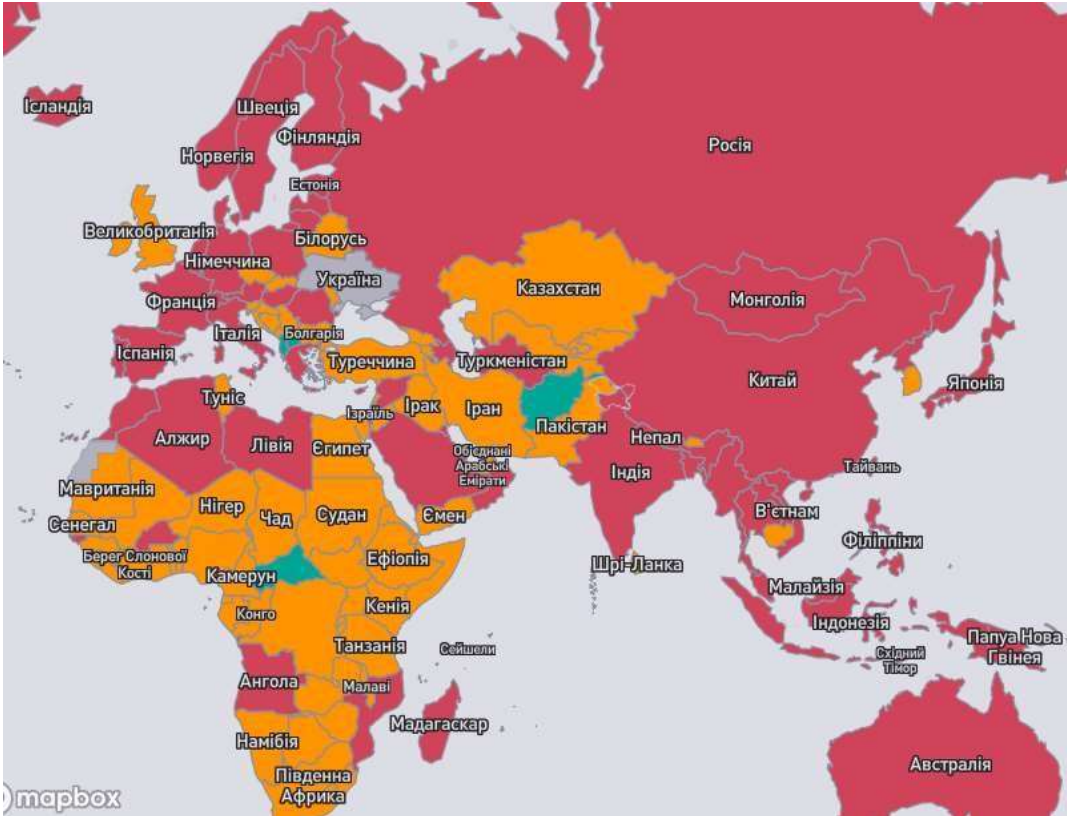 Ісландія
Швеція
Фінляндія
Росія
Норвегія
Естонія
Великобританія
Білорусь
Німеччина
Україна
Казахстан
Франція
Монголія
Італія
Болгарія
Іспанія
Туреччина
Туркменістан
Китай
Японія
Туніс
Ізраїль
Ірак
Іран
Пакістан
Непал
Алжир
Лівія
Єгипет
Об'єднані
Арабські
Емірати
Індія
Тайвань
Мавританія
Нігер
Чад
Судан
Ємен
В'єтнам
Сенегал
Філіппіни
Берег Слонової
Кості
Ефіопія
Шрі-Ланка
Камерун
Малайзія
Конго
Кенія
Індонезія
Танзанія
Сейшели
Папуа Нова
Гвінея
Східний
Тімор
Ангола
Малаві
Мадагаскар
Намібія
Австралія
Південна
Африка
mapbox